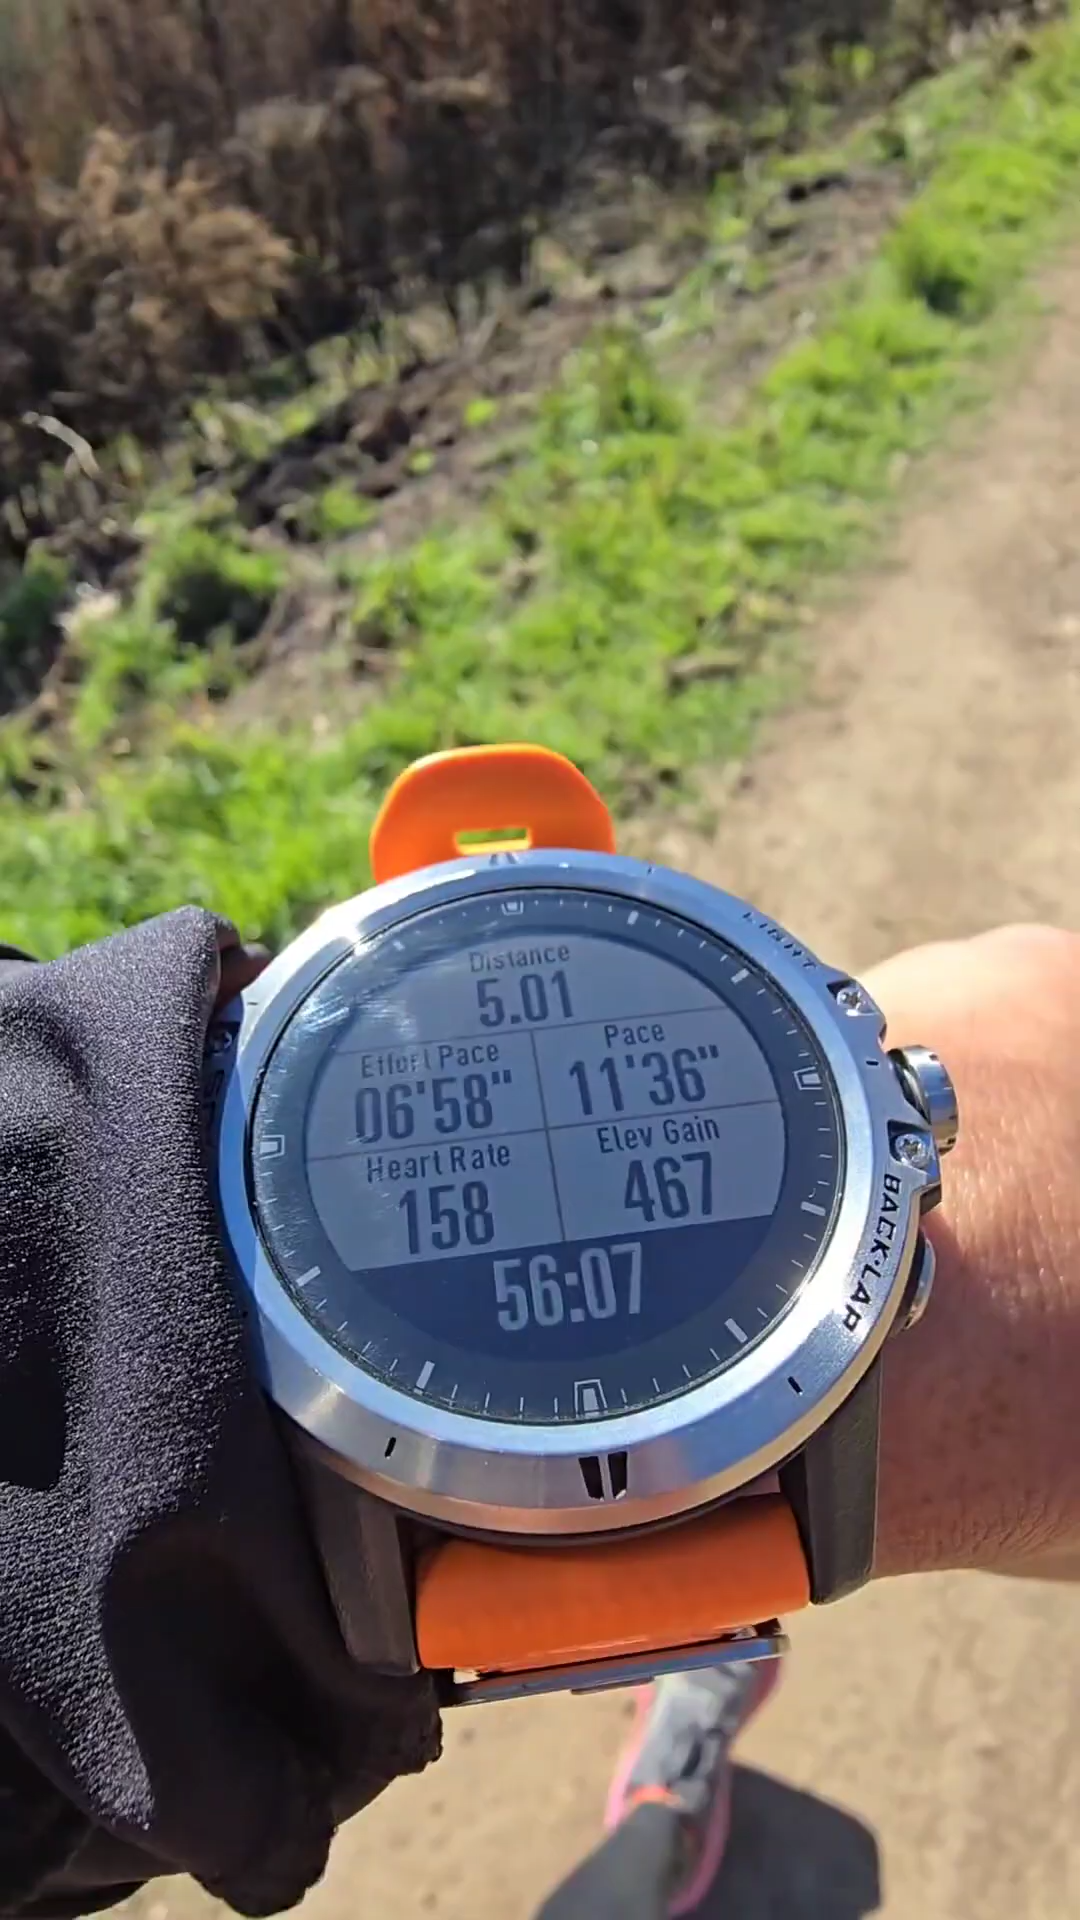 LIGHT
Distance
5.01
Effort Pace
06'58"
Pace
11'36"
Heart Rate
158
Elev Gain
467
56:07
BACK·LAP